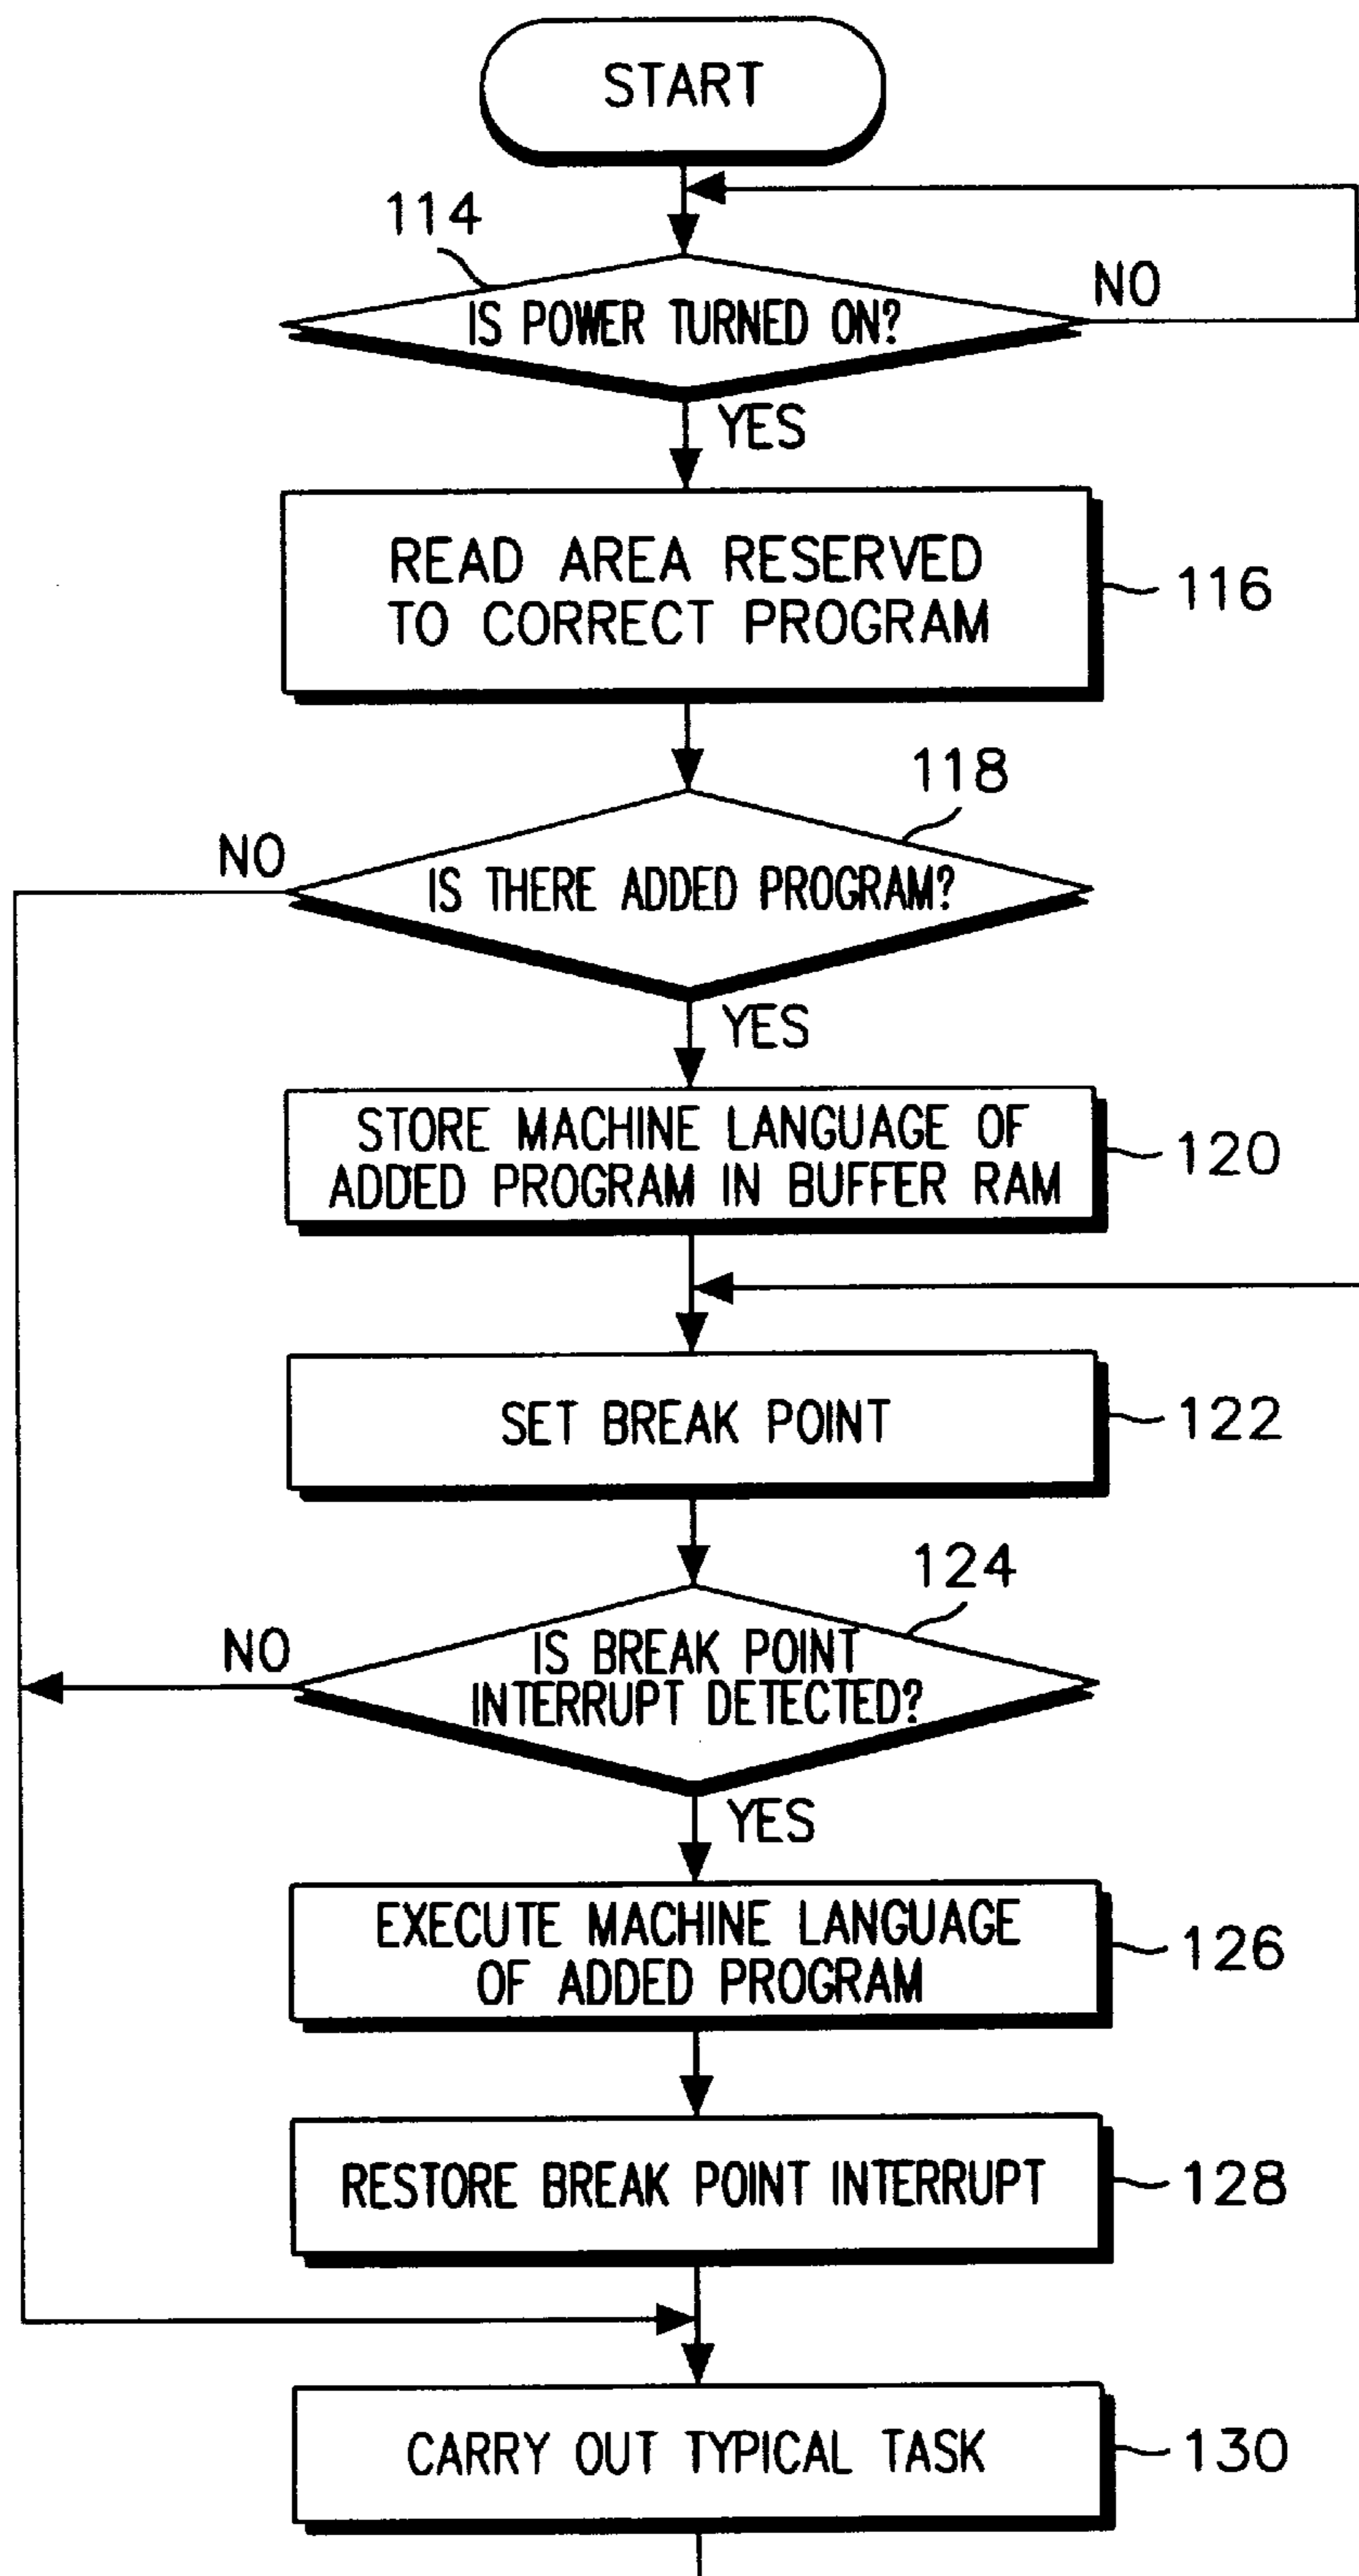 START
114
IS POWER TURNED ON?
NO
YES
READ AREA RESERVED
TO CORRECT PROGRAM
116
118
NO
IS THERE ADDED PROGRAM?
YES
STORE MACHINE LANGUAGE OF
ADDED PROGRAM IN BUFFER RAM
120
SET BREAK POINT
122
124
NO
IS BREAK POINT
INTERRUPT DETECTED?
YES
EXECUTE MACHINE LANGUAGE
OF ADDED PROGRAM
126
RESTORE BREAK POINT INTERRUPT
128
CARRY OUT TYPICAL TASK
130